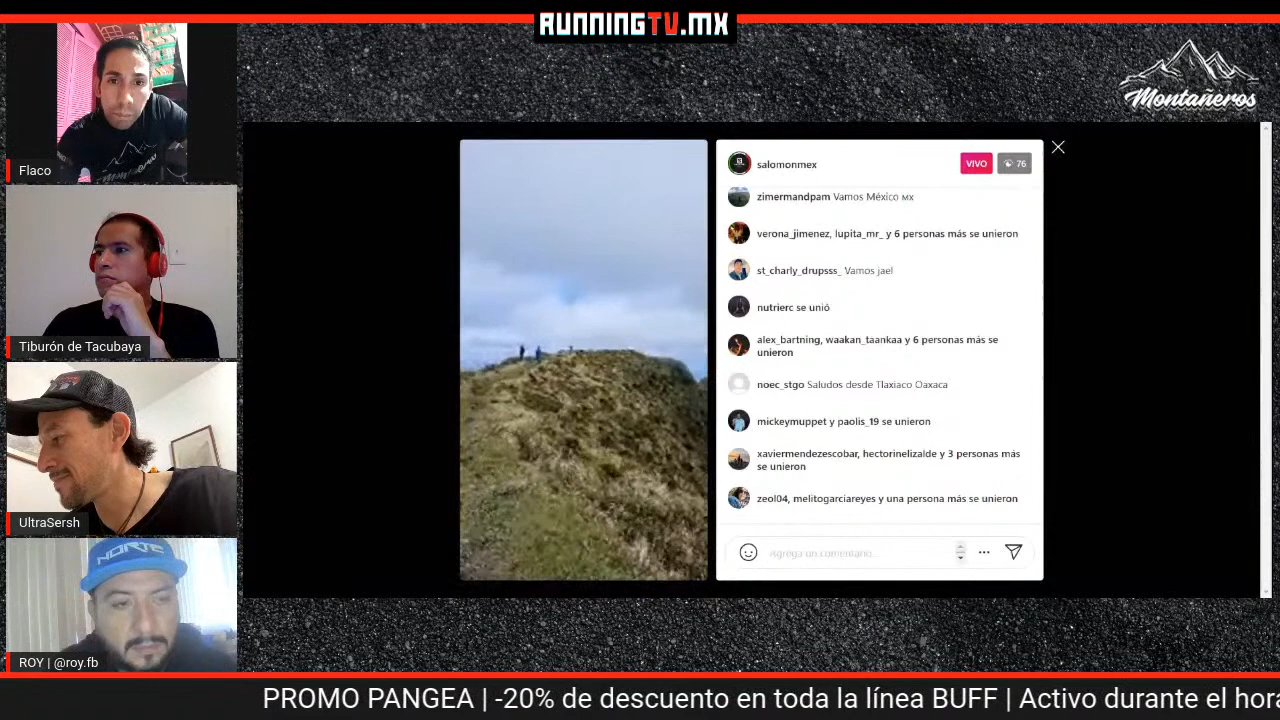 RUNNINGTV.MX
Montañeros
Flaco
Tiburón de Tacubaya
UltraSersh
NORTE
ROY | @roy.fb
salomonmex
VIVO
76
zimermandpam Vamos México MX
verona_jimenez, lupita_mr_ y 6 personas más se unieron
st_charly_drupsss_ Vamos jael
nutrierc se unió
alex_bartning, waakan_taankaa y 6 personas más se
unieron
noec_stgo Saludos desde Tlaxiaco Oaxaca
mickeymuppet y paolis_19 se unieron
xaviermendezescobar, hectorinelizalde y 3 personas más
se unieron
zeol04, melitogarciareyes y una persona más se unieron
Agrega un comentario...
PROMO PANGEA | -20% de descuento en toda la línea BUFF | Activo durante el hora